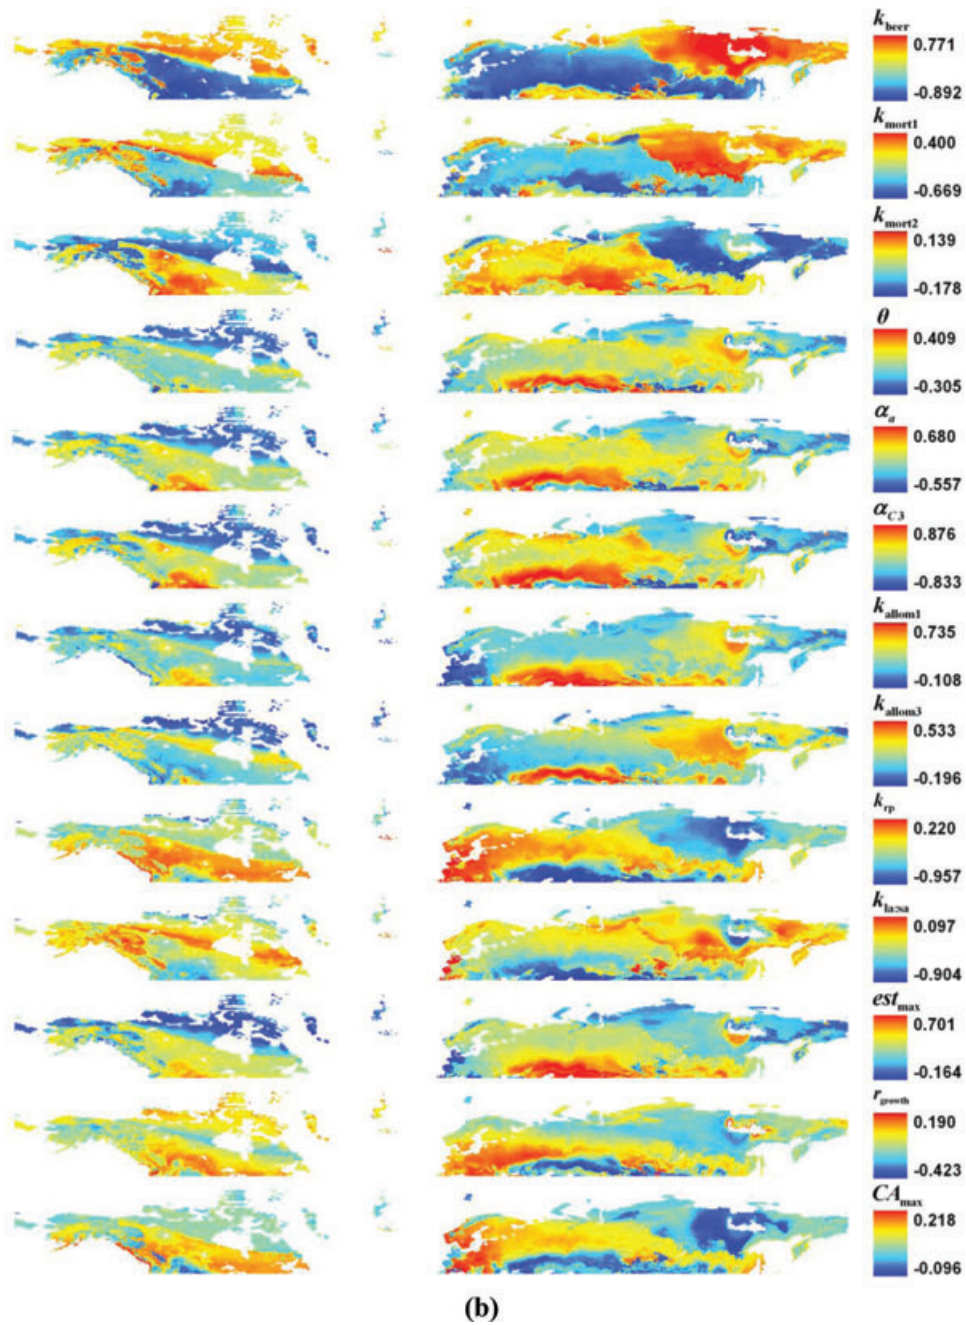 k_beer
0.771
-0.892
k_mort1
0.400
-0.669
k_mort2
0.139
-0.178
θ
0.409
-0.305
α_a
0.680
-0.557
α_C3
0.876
-0.833
k_allom1
0.735
-0.108
k_allom3
0.533
-0.196
k_rp
0.220
-0.957
k_la:sa
0.097
-0.904
est_max
0.701
-0.164
r_growth
0.190
-0.423
CA_max
0.218
-0.096
(b)